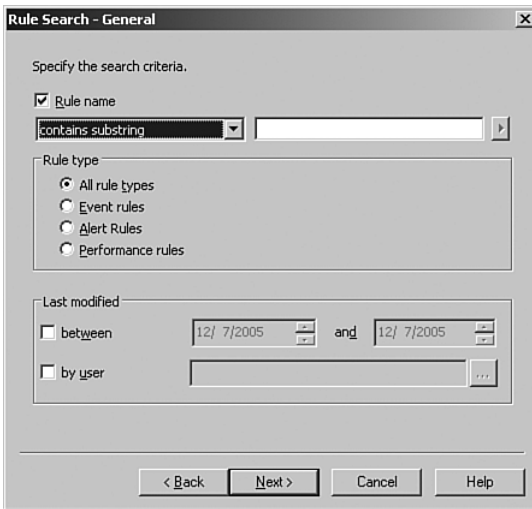 Rule Search - General
Specify the search criteria.
Rule name
contains substring
Rule type
All rule types
Event rules
Alert Rules
Performance rules
Last modified
between 12/ 7/2005 and 12/ 7/2005
by user ...
< Back Next > Cancel Help